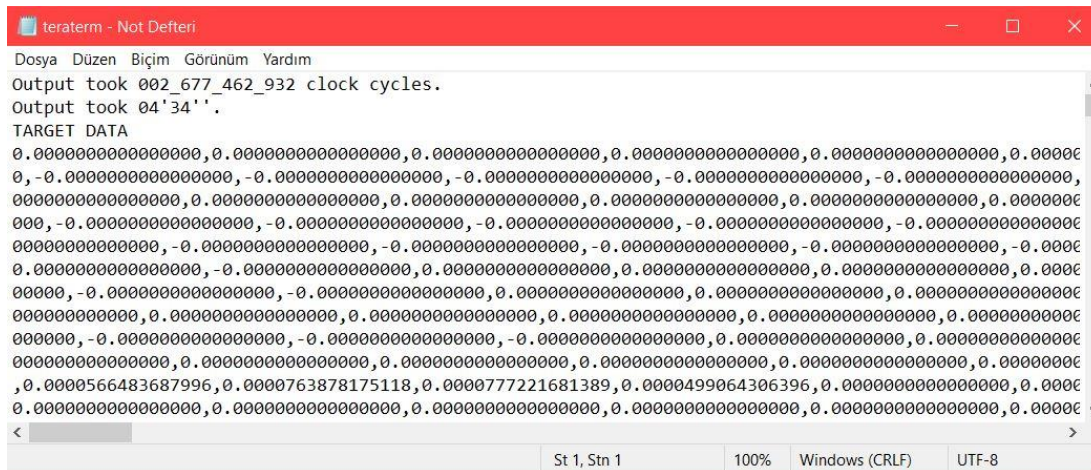 teraterm - Not Defteri
Dosya Düzen Biçim Görünüm Yardım
Output took 002_677_462_932 clock cycles.
Output took 04'34''.
TARGET DATA
0.0000000000000000,0.0000000000000000,0.0000000000000000,0.0000000000000000,0.0000000000000000,0.00000
0,-0.0000000000000000,-0.0000000000000000,-0.0000000000000000,-0.0000000000000000,-0.0000000000000000,
0000000000000000,0.0000000000000000,0.0000000000000000,0.0000000000000000,0.0000000000000000,0.0000000
000,-0.0000000000000000,-0.0000000000000000,-0.0000000000000000,-0.0000000000000000,-0.000000000000000
00000000000000,-0.0000000000000000,-0.0000000000000000,-0.0000000000000000,-0.0000000000000000,-0.0000
0.0000000000000000,-0.0000000000000000,0.0000000000000000,0.0000000000000000,0.0000000000000000,0.0000
00000,-0.0000000000000000,-0.0000000000000000,0.0000000000000000,0.0000000000000000,0.0000000000000000
000000000000,0.0000000000000000,0.0000000000000000,0.0000000000000000,0.0000000000000000,0.00000000000
000000,-0.0000000000000000,-0.0000000000000000,-0.0000000000000000,0.0000000000000000,0.00000000000000
000000000000000,0.0000000000000000,0.0000000000000000,0.0000000000000000,0.0000000000000000,0.00000000
,0.0000566483687996,0.0000763878175118,0.0000777221681389,0.0000499064306396,0.0000000000000000,0.0000
0.0000000000000000,0.0000000000000000,0.0000000000000000,0.0000000000000000,0.0000000000000000,0.00000
St 1, Stn 1 100% Windows (CRLF) UTF-8